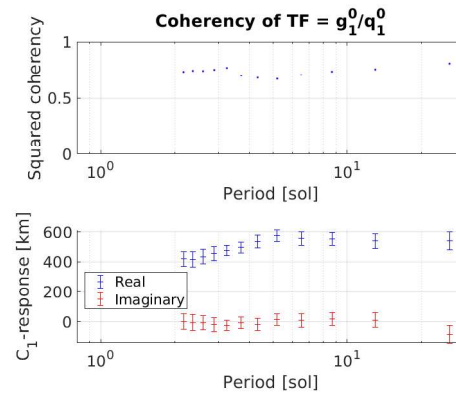 Coherency of TF = g₁⁰/q₁⁰
1
0.5
0
Squared coherency
10⁰
10¹
Period [sol]
600
400
200
0
C₁-response [km]
Real
Imaginary
10⁰
10¹
Period [sol]